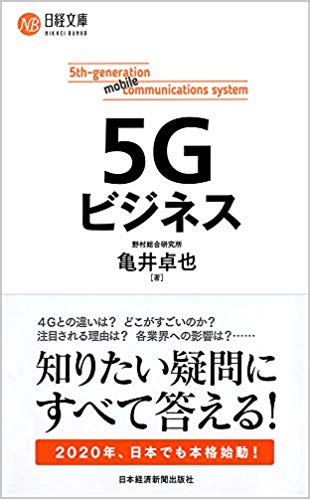 NB
日経文庫
NIKKEI BUNKO
5th-generation
mobile
communications system
5G
ビジネス
野村総合研究所
亀井卓也
[著]
4Gとの違いは? どこがすごいのか?
注目される理由は? 各業界への影響は?……
知りたい疑問に
すべて答える!
2020年、日本でも本格始動!
日本経済新聞出版社